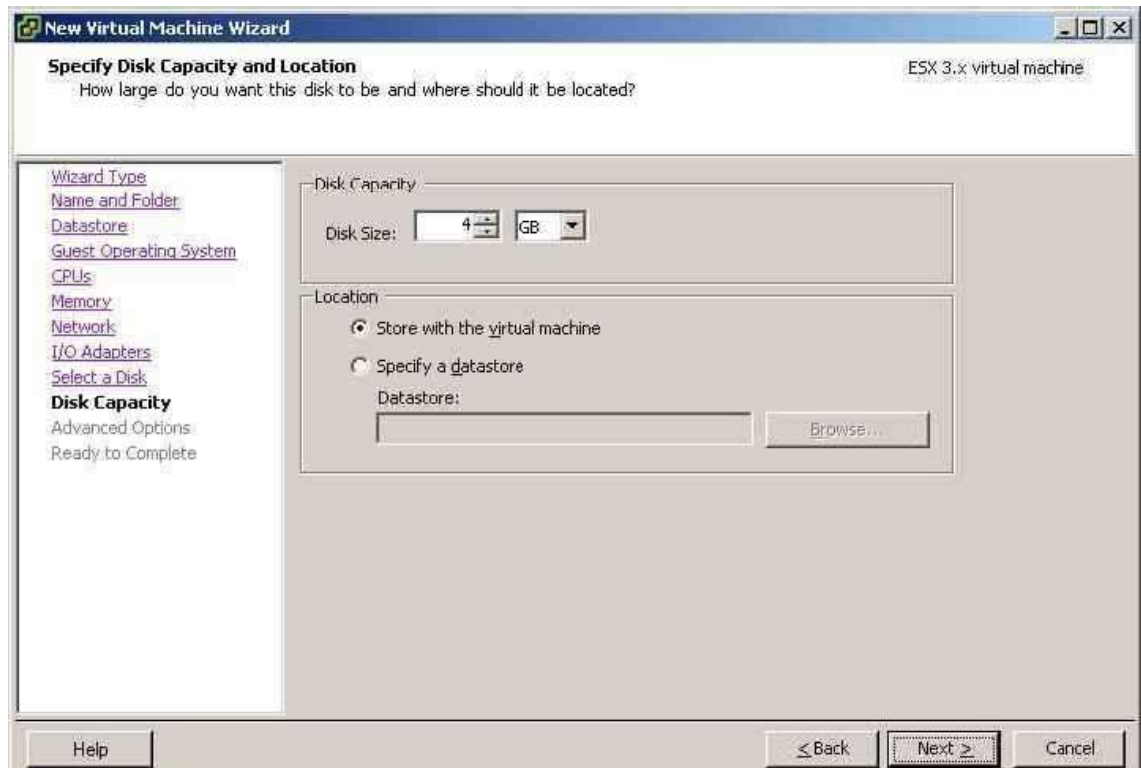 New Virtual Machine Wizard
Specify Disk Capacity and Location
ESX 3.x virtual machine
How large do you want this disk to be and where should it be located?
Wizard Type
Name and Folder
Datastore
Guest Operating System
CPUs
Memory
Network
I/O Adapters
Select a Disk
Disk Capacity
Advanced Options
Ready to Complete
Disk Capacity
Disk Size: 4 GB
Location
Store with the virtual machine
Specify a datastore
Datastore:
Browse...
Help
< Back
Next >
Cancel